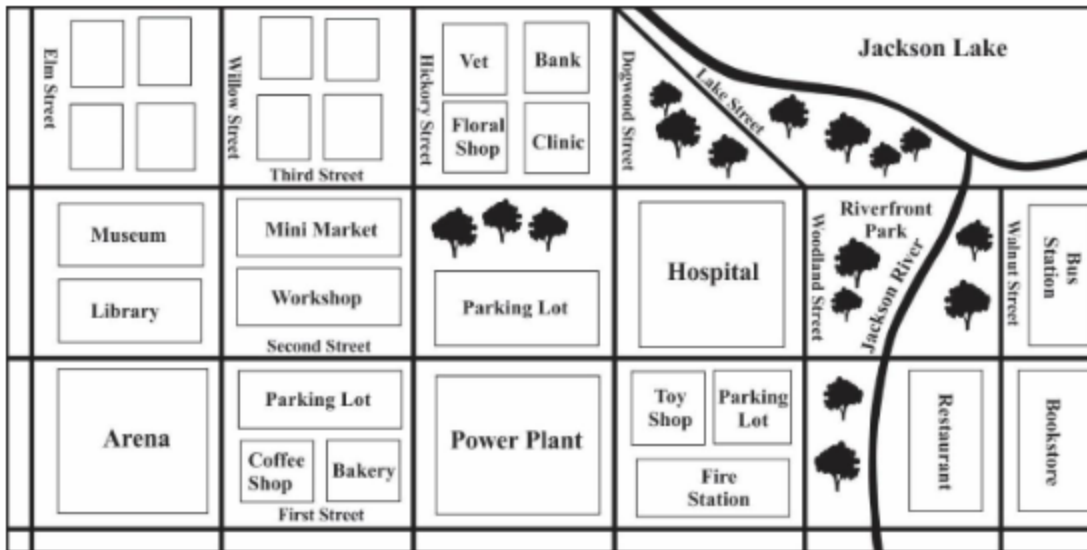 Jackson Lake
Elm Street
Willow Street
Hickory Street
Vet
Bank
Dogwood Street
Lake Street
Floral
Shop
Clinic
Third Street
Museum
Mini Market
Hospital
Woodland Street
Riverfront
Park
Jackson River
Walnut Street
Bus
Station
Library
Workshop
Parking Lot
Second Street
Arena
Parking Lot
Power Plant
Toy
Shop
Parking
Lot
Restaurant
Bookstore
Coffee
Shop
Bakery
Fire
Station
First Street